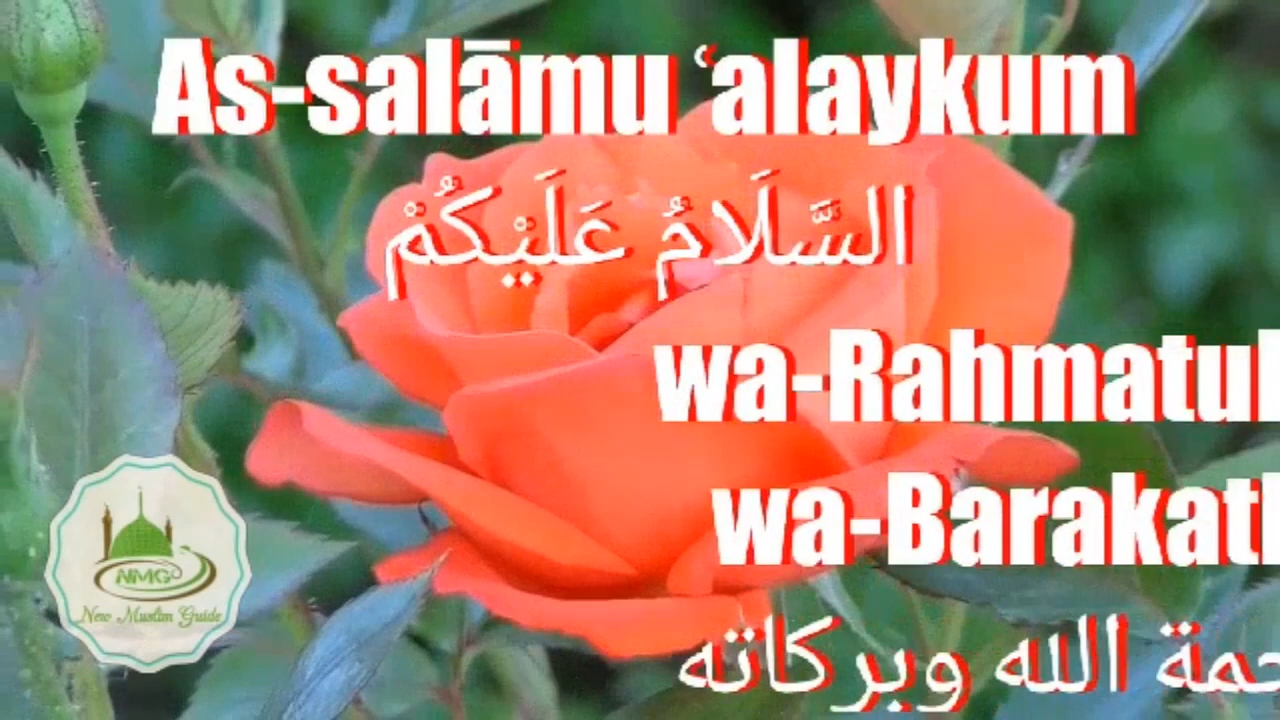 As-salāmu ʿalaykum
السَّلَامُ عَلَيْكُمْ
wa-Rahmatul
wa-Barakat
حمة الله وبركاته
NMG
New Muslim Guide